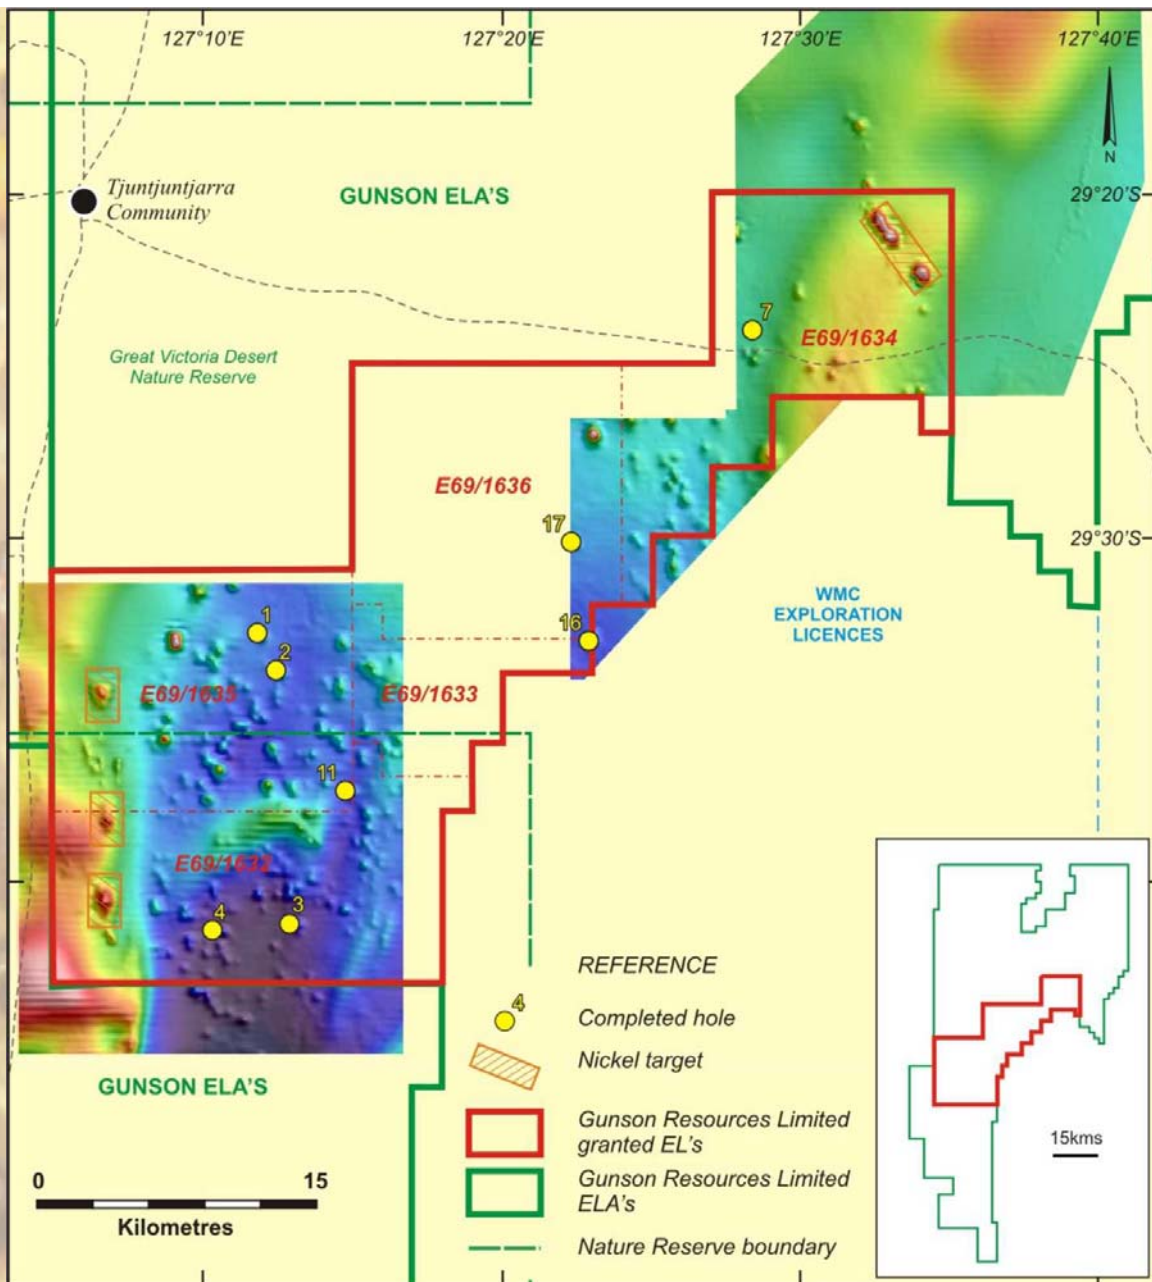 127°10'E
127°20'E
127°30'E
127°40'E
N
Tjuntjuntjarra
Community
GUNSON ELA'S
29°20'S
7
E69/1634
Great Victoria Desert
Nature Reserve
E69/1636
17
29°30'S
WMC
EXPLORATION
LICENCES
1
16
2
E69/1635
E69/1633
11
E69/1632
4
3
REFERENCE
4
Completed hole
Nickel target
GUNSON ELA'S
Gunson Resources Limited
granted EL's
15kms
0
15
Kilometres
Gunson Resources Limited
ELA's
Nature Reserve boundary